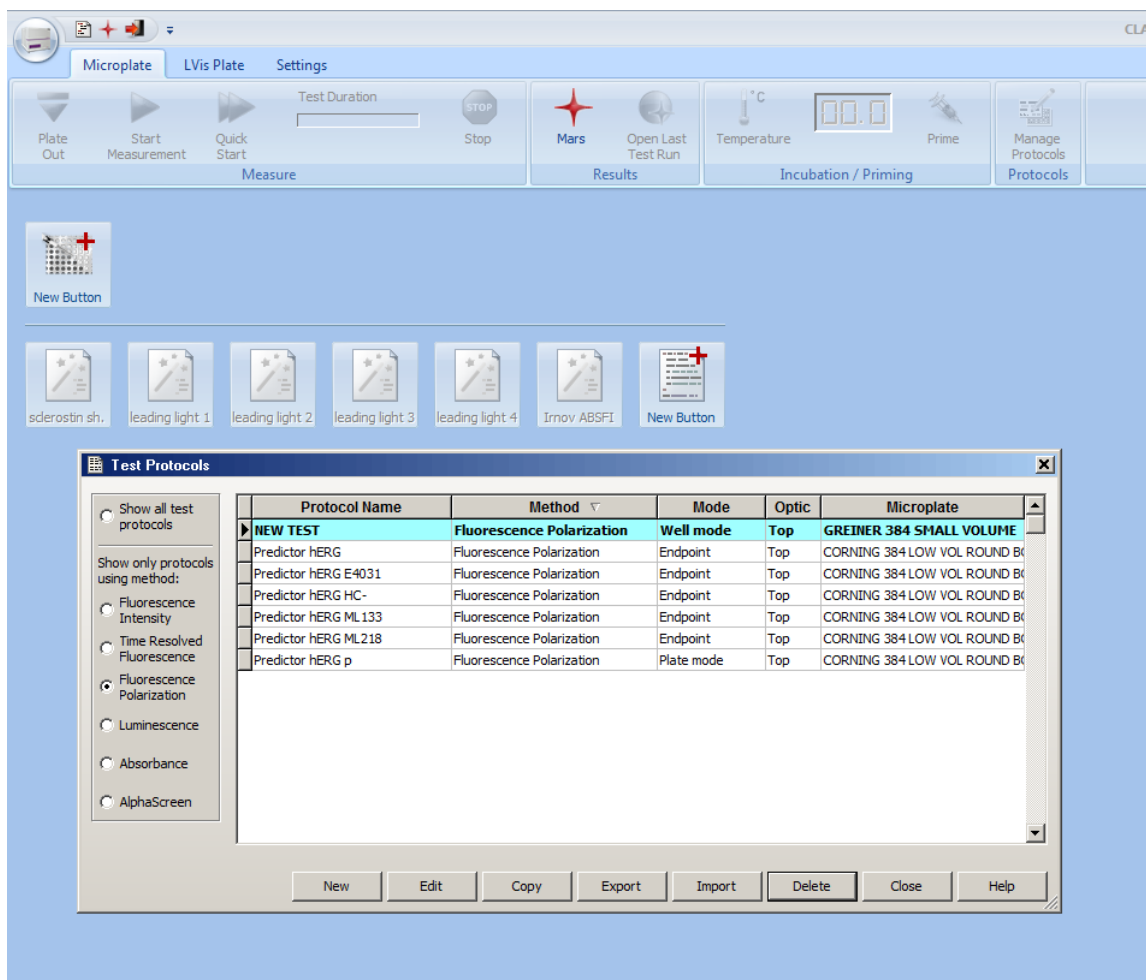 CLA
Microplate LVis Plate Settings
Test Duration
°C
00.0
STOP
Plate Out
Start Measurement
Quick Start
Stop
Mars
Open Last Test Run
Temperature
Prime
Manage Protocols
Measure
Results
Incubation / Priming
Protocols
New Button
sclerostin sh.
leading light 1
leading light 2
leading light 3
leading light 4
Irnov ABSFI
New Button
Test Protocols
Show all test
protocols
Show only protocols
using method:
Fluorescence
Intensity
Time Resolved
Fluorescence
Fluorescence
Polarization
Luminescence
Absorbance
AlphaScreen
Protocol Name Method Mode Optic Microplate
NEW TEST Fluorescence Polarization Well mode Top GREINER 384 SMALL VOLUME
Predictor hERG Fluorescence Polarization Endpoint Top CORNING 384 LOW VOL ROUND BO
Predictor hERG E4031 Fluorescence Polarization Endpoint Top CORNING 384 LOW VOL ROUND BO
Predictor hERG HC- Fluorescence Polarization Endpoint Top CORNING 384 LOW VOL ROUND BO
Predictor hERG ML133 Fluorescence Polarization Endpoint Top CORNING 384 LOW VOL ROUND BO
Predictor hERG ML218 Fluorescence Polarization Endpoint Top CORNING 384 LOW VOL ROUND BO
Predictor hERG p Fluorescence Polarization Plate mode Top CORNING 384 LOW VOL ROUND BO
New Edit Copy Export Import Delete Close Help